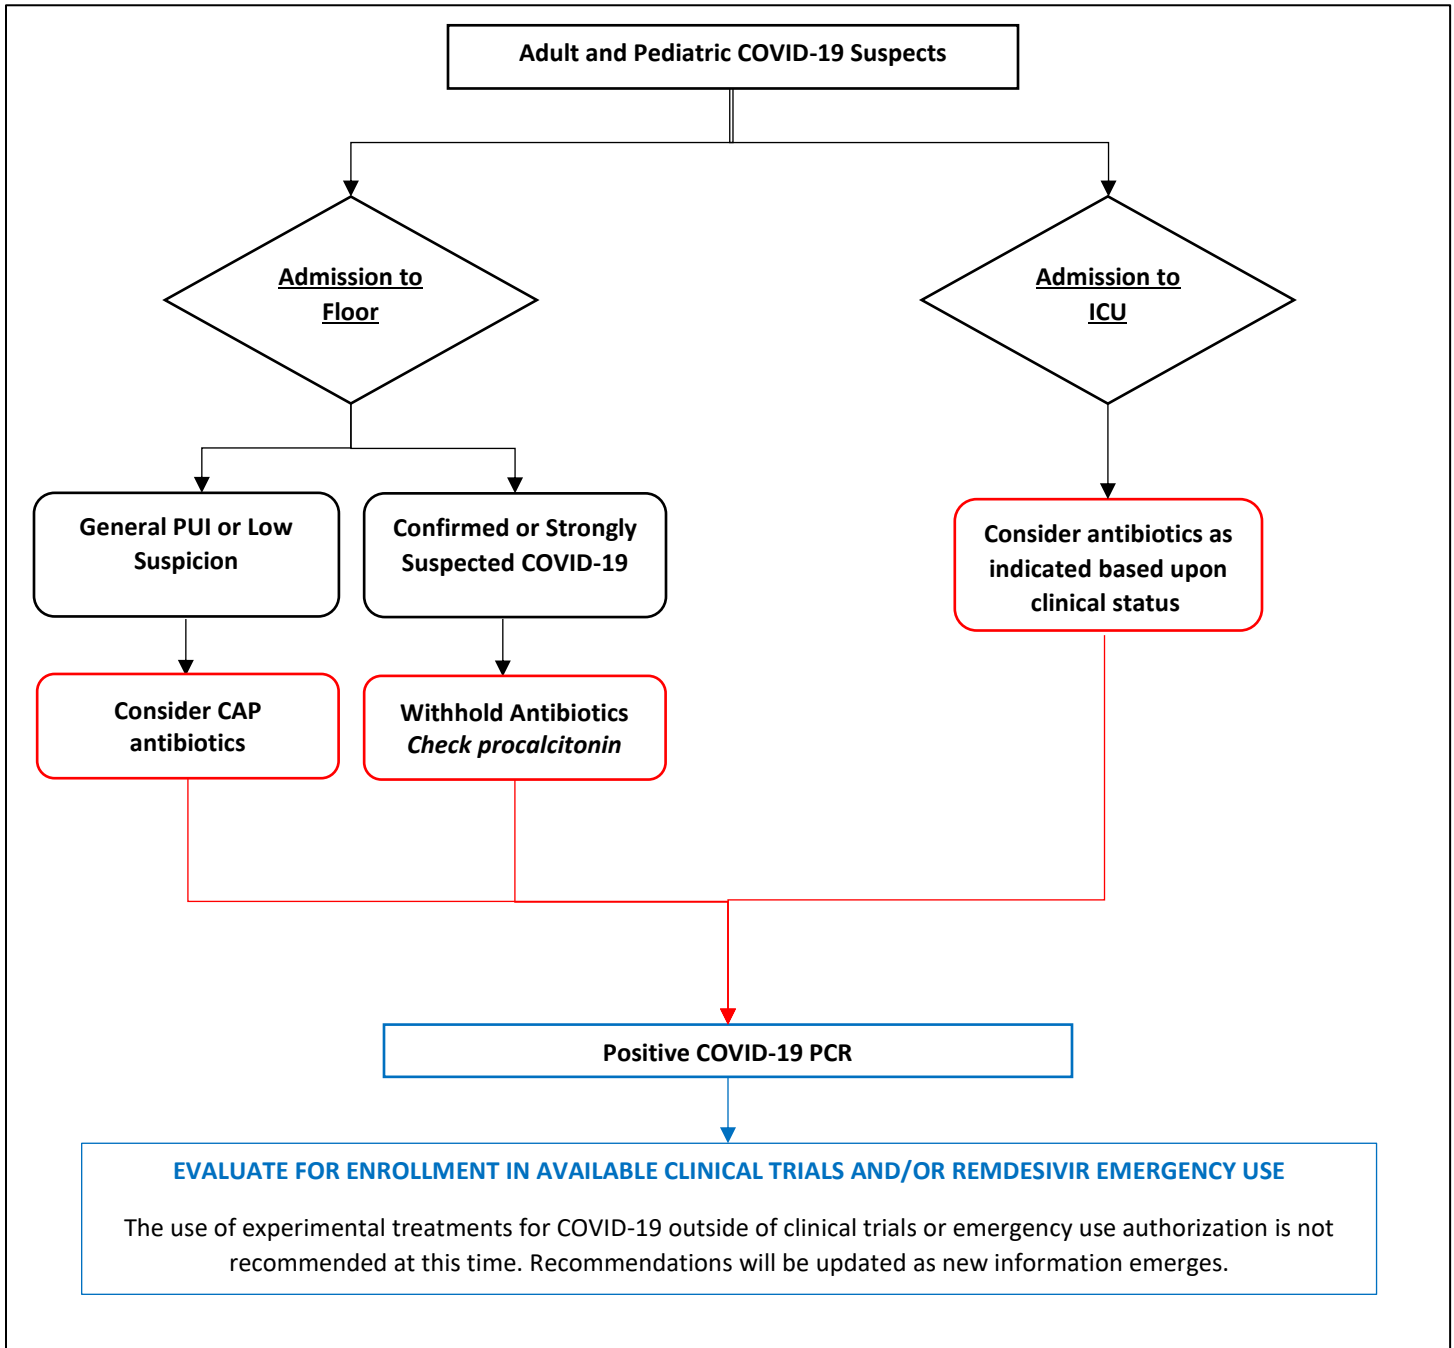 Adult and Pediatric COVID-19 Suspects
Admission to
Floor
Admission to
ICU
General PUI or Low
Suspicion
Confirmed or Strongly
Suspected COVID-19
Consider antibiotics as
indicated based upon
clinical status
Consider CAP
antibiotics
Withhold Antibiotics
Check procalcitonin
Positive COVID-19 PCR
EVALUATE FOR ENROLLMENT IN AVAILABLE CLINICAL TRIALS AND/OR REMDESIVIR EMERGENCY USE
The use of experimental treatments for COVID-19 outside of clinical trials or emergency use authorization is not
recommended at this time. Recommendations will be updated as new information emerges.